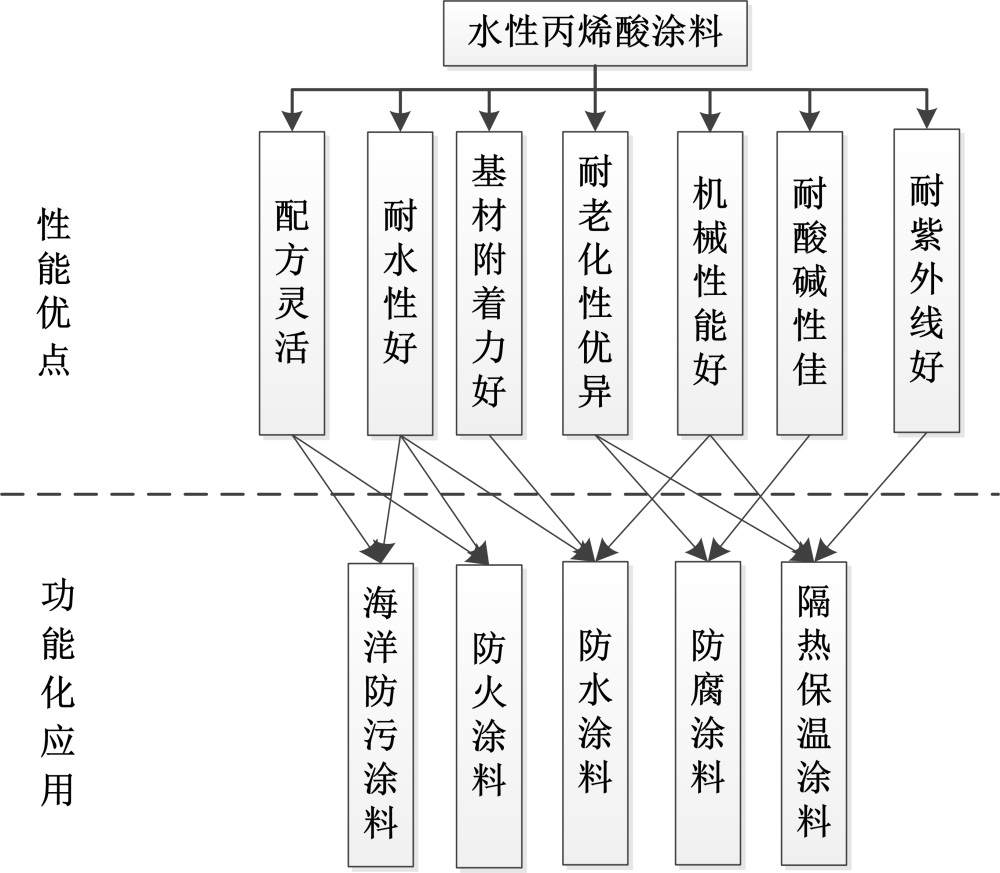 水性丙烯酸涂料
性能优点
配方灵活
耐水性好
基材附着力好
耐老化性优异
机械性能好
耐酸碱性佳
耐紫外线好
功能化应用
海洋防污涂料
防火涂料
防水涂料
防腐涂料
隔热保温涂料